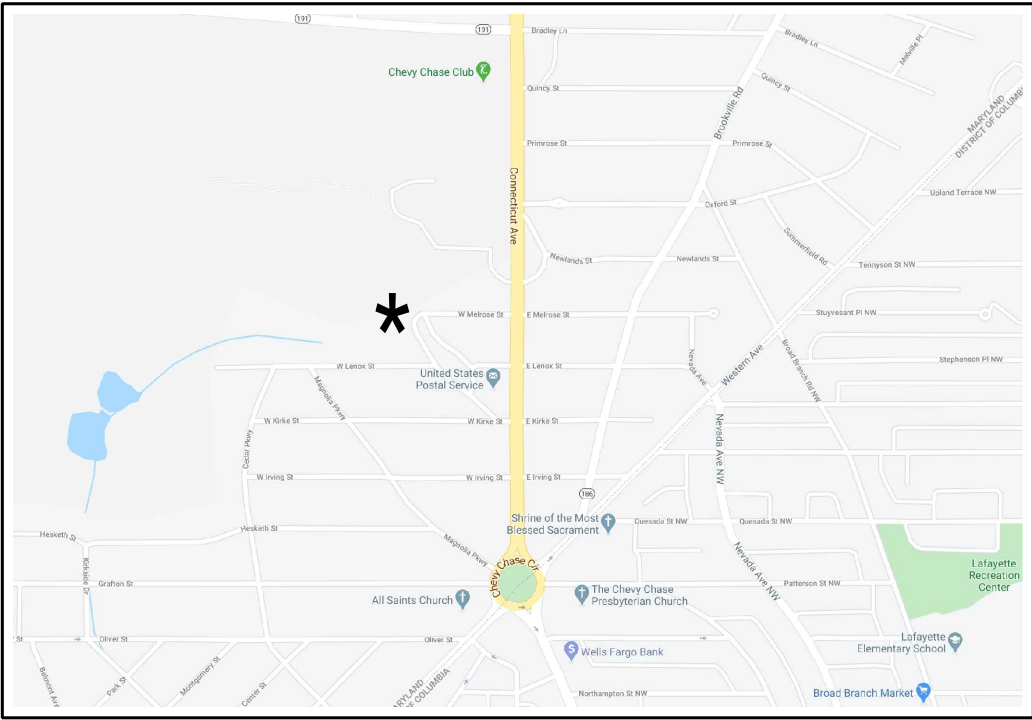 191
191
Bradley Ln
Bradley Ln
Melville Pl
Chevy Chase Club
Quincy St
Quincy St
Brookville Rd
MARYLAND
DISTRICT OF COLUMB
Primrose St
Primrose St
Connecticut Ave
Upland Terrace NW
Oxford St
Summerfield Rd
Newlands St
Newlands St
Tennyson St NW
*
W Melrose St
E Melrose St
Stuyvesant Pl NW
Nevada Ave
Western Ave
Broad Branch Rd NW
Stephenson Pl NW
W Lenox St
E Lenox St
United States
Postal Service
Magnolia Pkwy
W Kirke St
W Kirke St
E Kirke St
Nevada Ave NW
Cedar Pkwy
W Irving St
W Irving St
E Irving St
186
Shrine of the Most
Blessed Sacrament
Quesada St NW
Quesada St NW
Hesketh St
Hesketh St
Magnolia Pkwy
Chevy Chase Cir
Nevada Ave NW
Lafayette
Recreation
Center
Kirkside Dr
Grafton St
Patterson St NW
All Saints Church
The Chevy Chase
Presbyterian Church
St
Oliver St
Oliver St
Lafayette
Elementary School
Wells Fargo Bank
Belmont Ave
Park St
Montgomery St
Center St
ARYLAND
OF COLUMBIA
Northampton St NW
Broad Branch Market